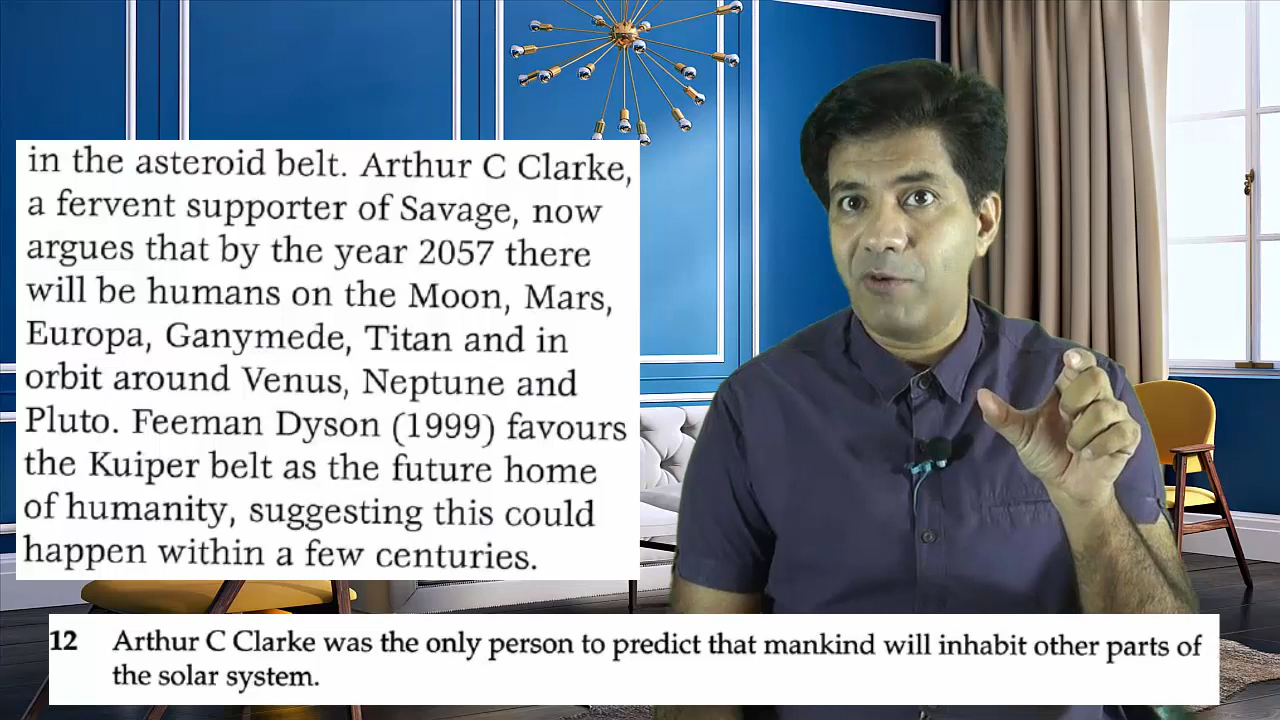 in the asteroid belt. Arthur C Clarke,
a fervent supporter of Savage, now
argues that by the year 2057 there
will be humans on the Moon, Mars,
Europa, Ganymede, Titan and in
orbit around Venus, Neptune and
Pluto. Feeman Dyson (1999) favours
the Kuiper belt as the future home
of humanity, suggesting this could
happen within a few centuries.
12 Arthur C Clarke was the only person to predict that mankind will inhabit other parts of
the solar system.